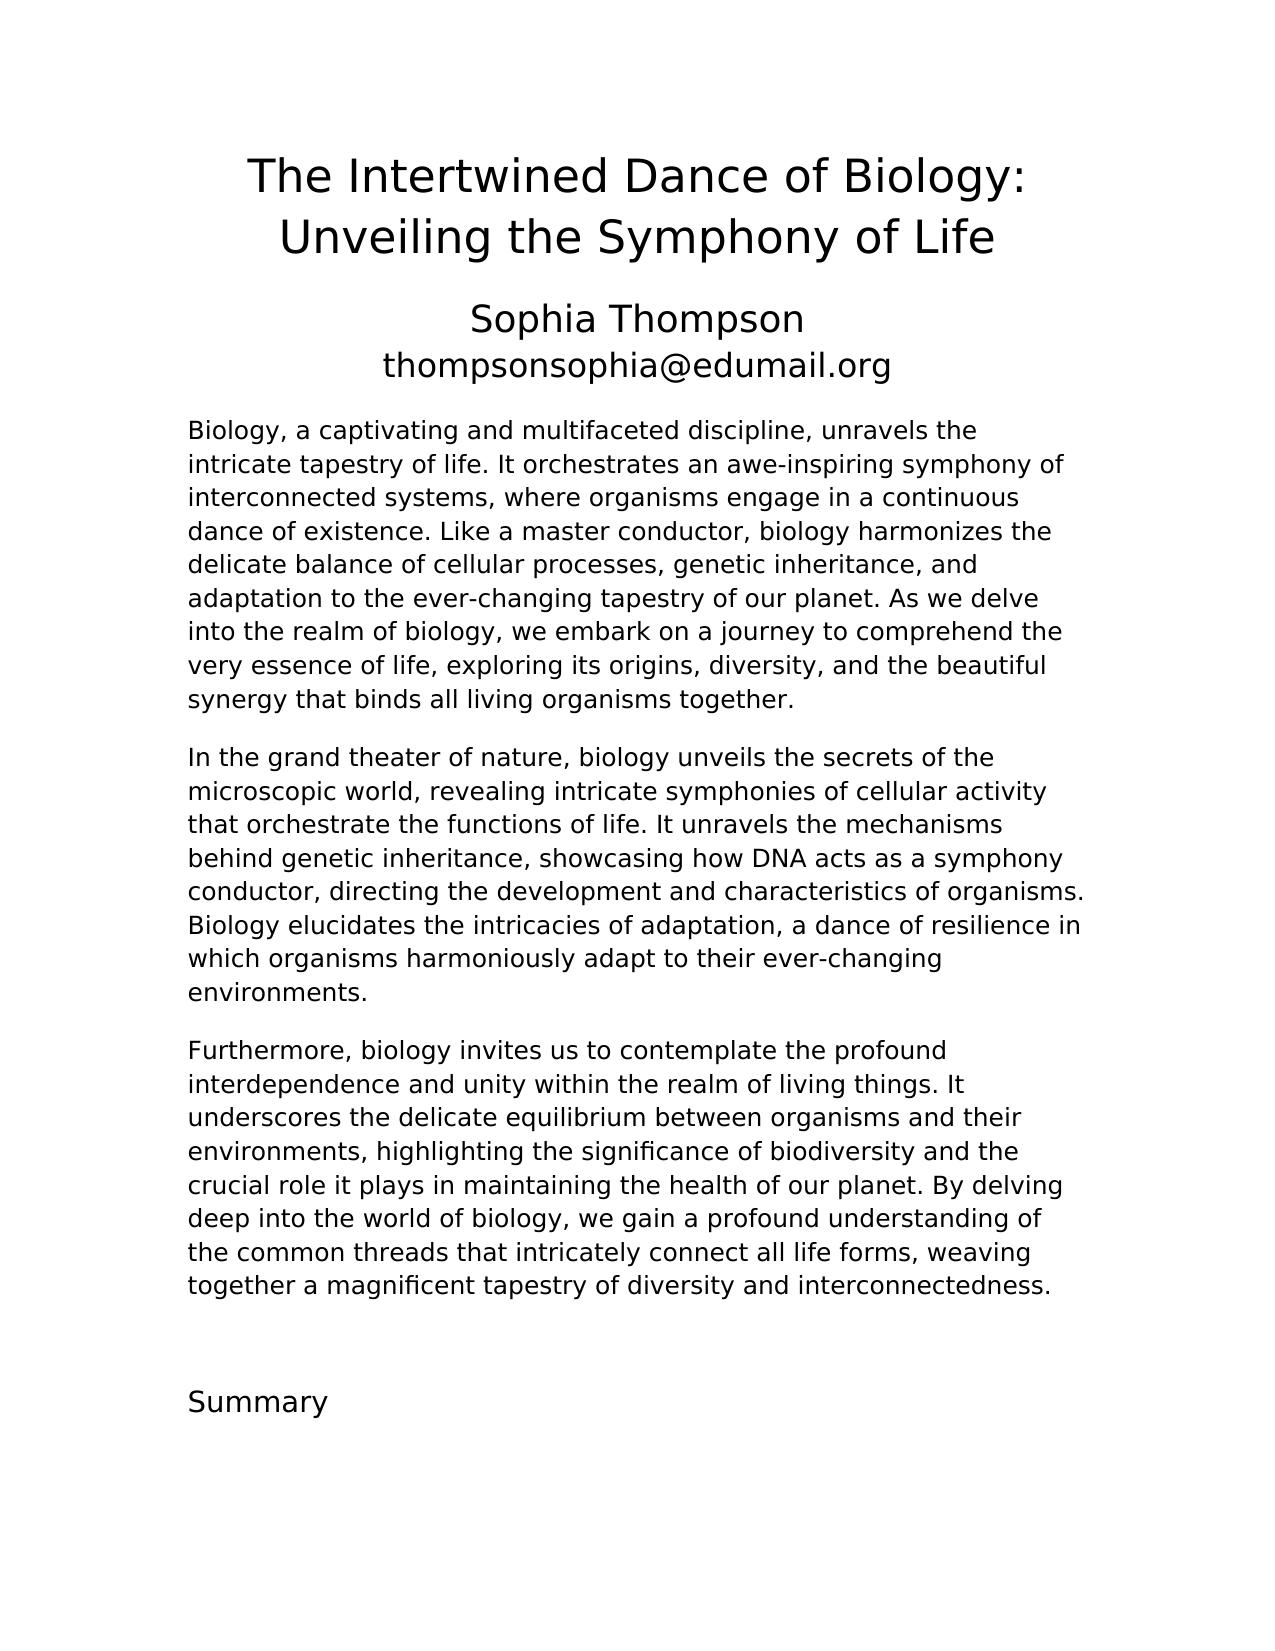 The Intertwined Dance of Biology:
Unveiling the Symphony of Life
Sophia Thompson
thompsonsophia@edumail.org
Biology, a captivating and multifaceted discipline, unravels the
intricate tapestry of life. It orchestrates an awe-inspiring symphony of
interconnected systems, where organisms engage in a continuous
dance of existence. Like a master conductor, biology harmonizes the
delicate balance of cellular processes, genetic inheritance, and
adaptation to the ever-changing tapestry of our planet. As we delve
into the realm of biology, we embark on a journey to comprehend the
very essence of life, exploring its origins, diversity, and the beautiful
synergy that binds all living organisms together.
In the grand theater of nature, biology unveils the secrets of the
microscopic world, revealing intricate symphonies of cellular activity
that orchestrate the functions of life. It unravels the mechanisms
behind genetic inheritance, showcasing how DNA acts as a symphony
conductor, directing the development and characteristics of organisms.
Biology elucidates the intricacies of adaptation, a dance of resilience in
which organisms harmoniously adapt to their ever-changing
environments.
Furthermore, biology invites us to contemplate the profound
interdependence and unity within the realm of living things. It
underscores the delicate equilibrium between organisms and their
environments, highlighting the significance of biodiversity and the
crucial role it plays in maintaining the health of our planet. By delving
deep into the world of biology, we gain a profound understanding of
the common threads that intricately connect all life forms, weaving
together a magnificent tapestry of diversity and interconnectedness.
Summary